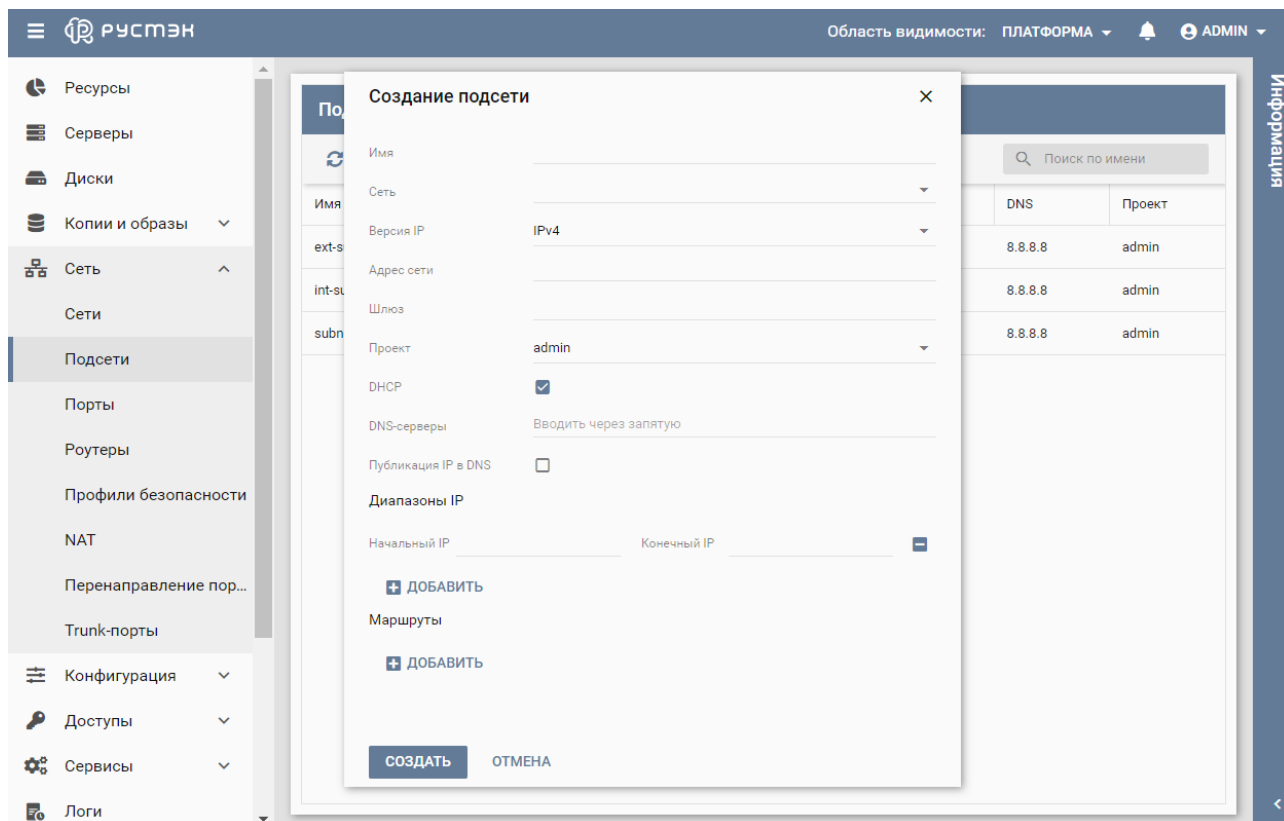 РУСТЭК
Область видимости: ПЛАТФОРМА
ADMIN
Ресурсы
Серверы
Диски
Копии и образы
Сеть
Сети
Подсети
Порты
Роутеры
Профили безопасности
NAT
Перенаправление пор...
Trunk-порты
Конфигурация
Доступы
Сервисы
Логи
По
Поиск по имени
Имя
DNS
Проект
ext-s
8.8.8.8
admin
int-su
8.8.8.8
admin
subn
8.8.8.8
admin
Создание подсети
Имя
Сеть
Версия IP
IPv4
Адрес сети
Шлюз
Проект
admin
DHCP
DNS-серверы
Вводить через запятую
Публикация IP в DNS
Диапазоны IP
Начальный IP
Конечный IP
ДОБАВИТЬ
Маршруты
ДОБАВИТЬ
СОЗДАТЬ
ОТМЕНА
Информация